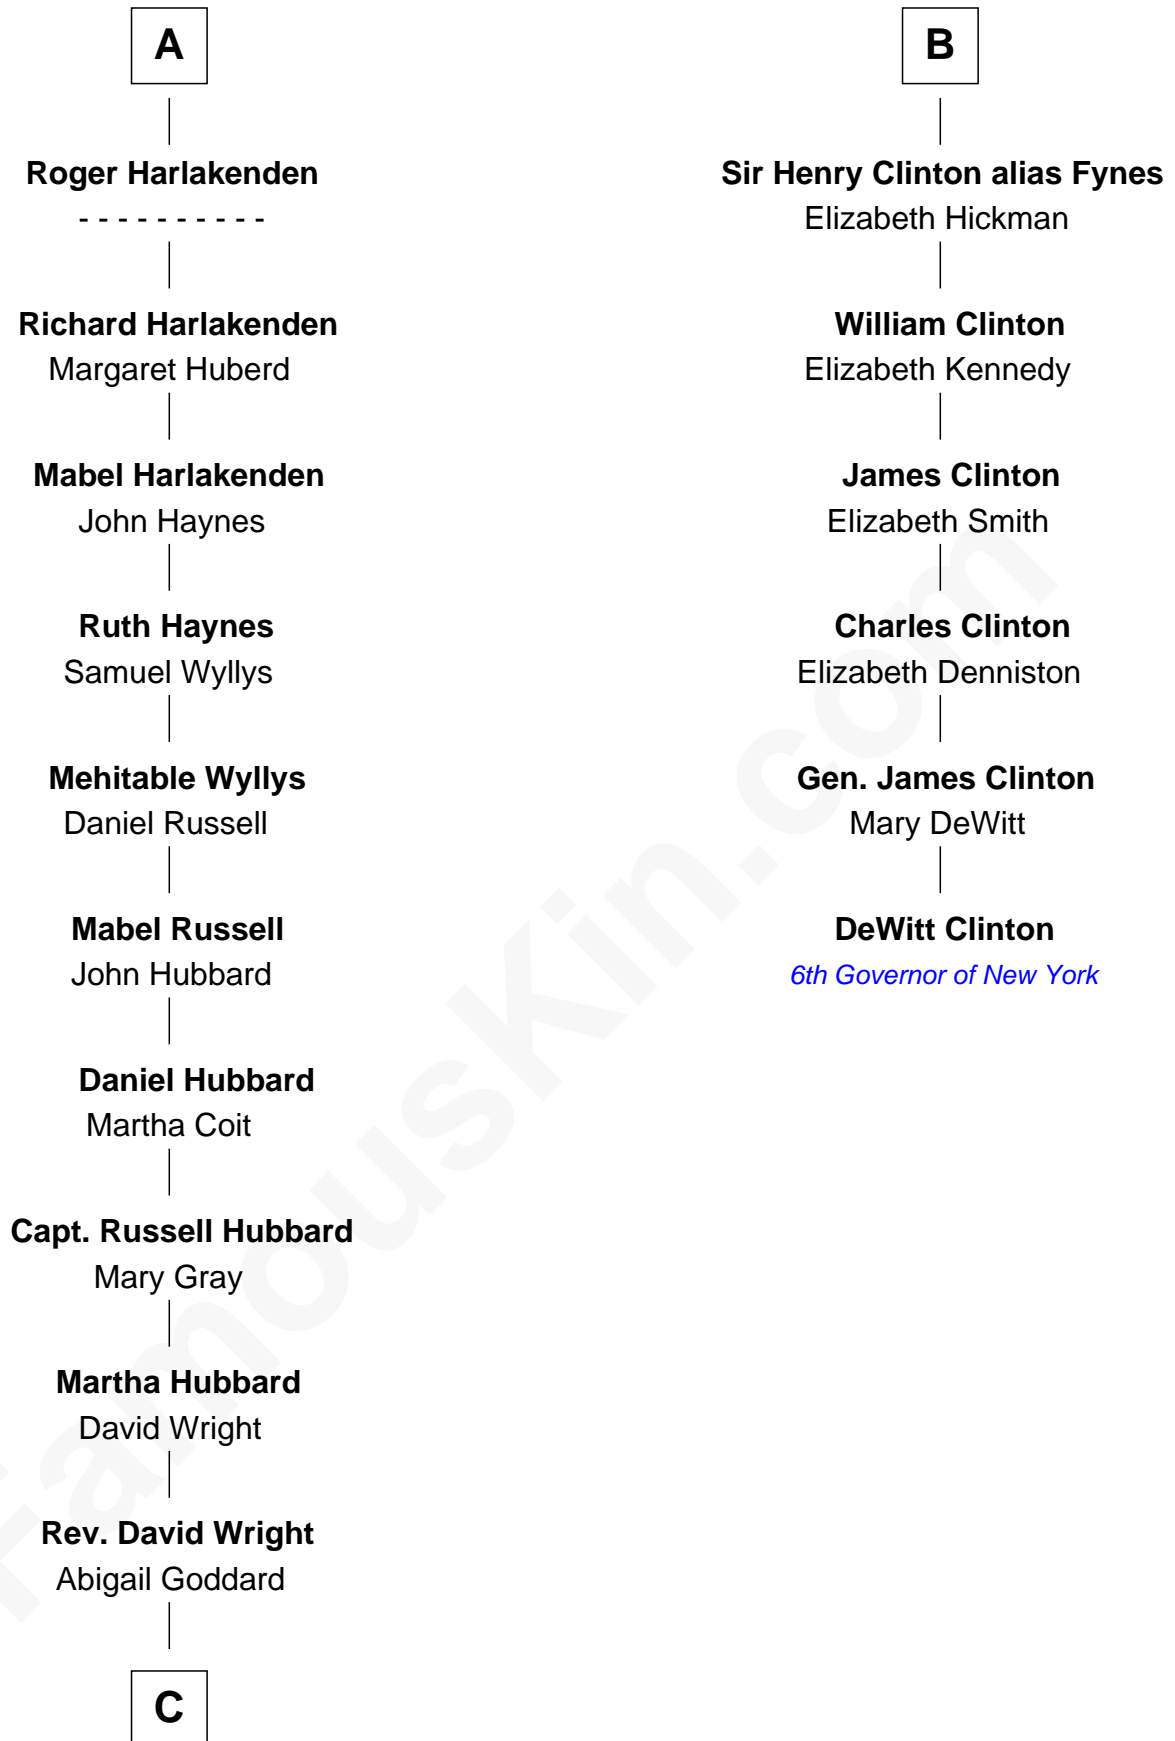 A
Roger Harlakenden
- - - - - - - - - -
Richard Harlakenden
Margaret Huberd
Mabel Harlakenden
John Haynes
Ruth Haynes
Samuel Wyllys
Mehitable Wyllys
Daniel Russell
Mabel Russell
John Hubbard
Daniel Hubbard
Martha Coit
Capt. Russell Hubbard
Mary Gray
Martha Hubbard
David Wright
Rev. David Wright
Abigail Goddard
C
B
Sir Henry Clinton alias Fynes
Elizabeth Hickman
William Clinton
Elizabeth Kennedy
James Clinton
Elizabeth Smith
Charles Clinton
Elizabeth Denniston
Gen. James Clinton
Mary DeWitt
DeWitt Clinton
6th Governor of New York
FamousKin.com